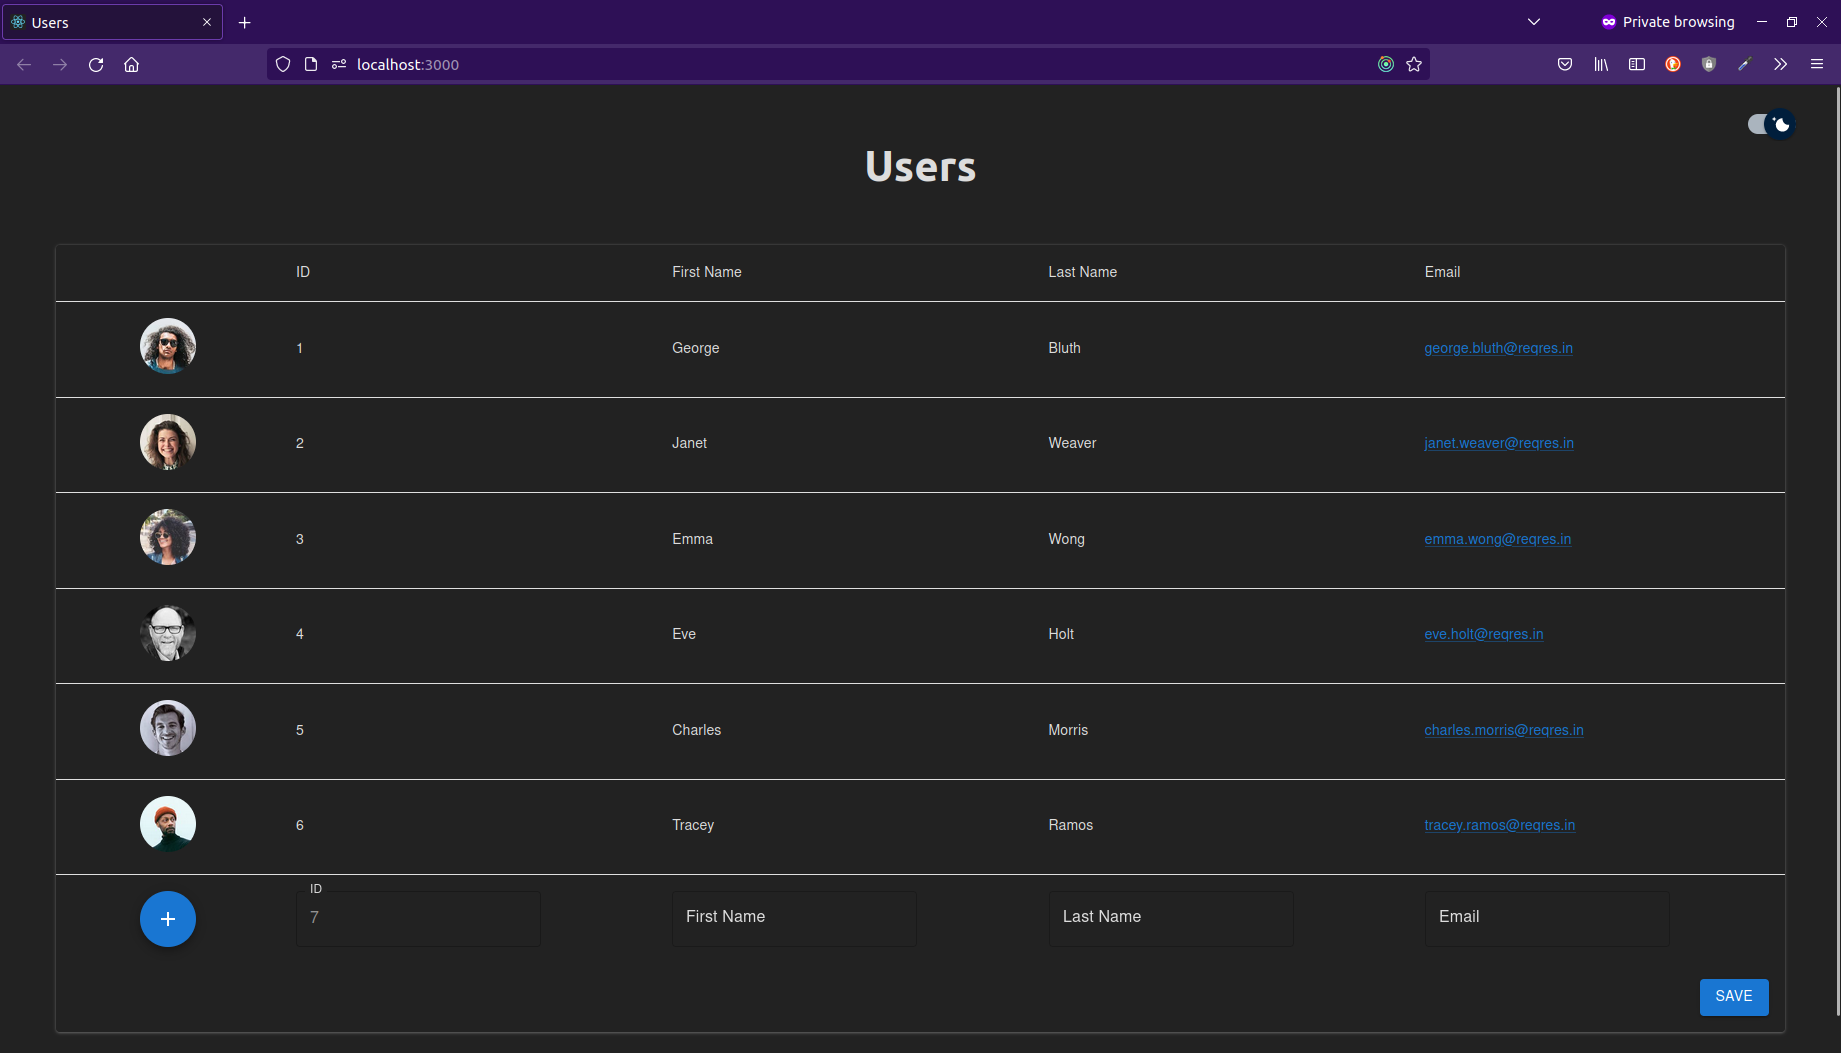 Users
Private browsing
localhost:3000
Users
ID First Name Last Name Email
1 George Bluth george.bluth@reqres.in
2 Janet Weaver janet.weaver@reqres.in
3 Emma Wong emma.wong@reqres.in
4 Eve Holt eve.holt@reqres.in
5 Charles Morris charles.morris@reqres.in
6 Tracey Ramos tracey.ramos@reqres.in
ID
7 First Name Last Name Email
SAVE